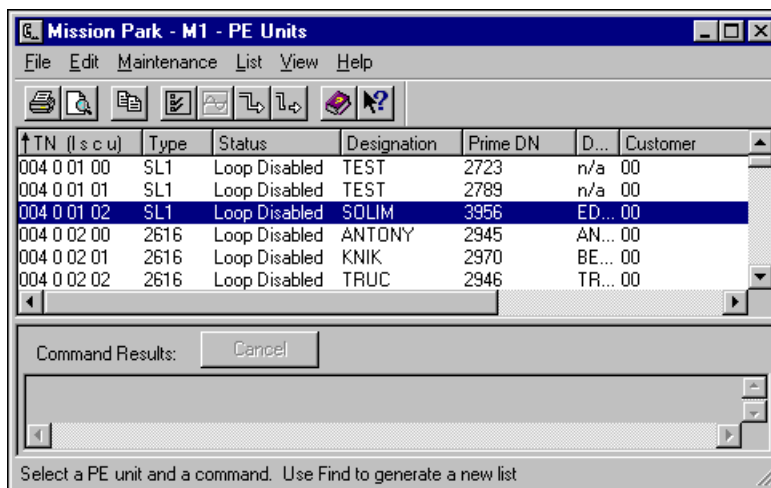 Mission Park - M1 - PE Units
File Edit Maintenance List View Help
TN (l s c u) Type Status Designation Prime DN D... Customer
004 0 01 00 SL1 Loop Disabled TEST 2723 n/a 00
004 0 01 01 SL1 Loop Disabled TEST 2789 n/a 00
004 0 01 02 SL1 Loop Disabled SOLIM 3956 ED... 00
004 0 02 00 2616 Loop Disabled ANTONY 2945 AN... 00
004 0 02 01 2616 Loop Disabled KNIK 2970 BE... 00
004 0 02 02 2616 Loop Disabled TRUC 2946 TR... 00
Command Results: Cancel
Select a PE unit and a command. Use Find to generate a new list